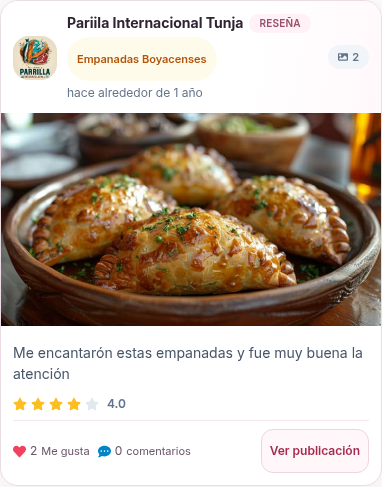 Pariila Internacional Tunja RESEÑA
PARRILLA
Empanadas Boyacenses
2
hace alrededor de 1 año
Me encantarón estas empanadas y fue muy buena la
atención
4.0
2 Me gusta 0 comentarios
Ver publicación